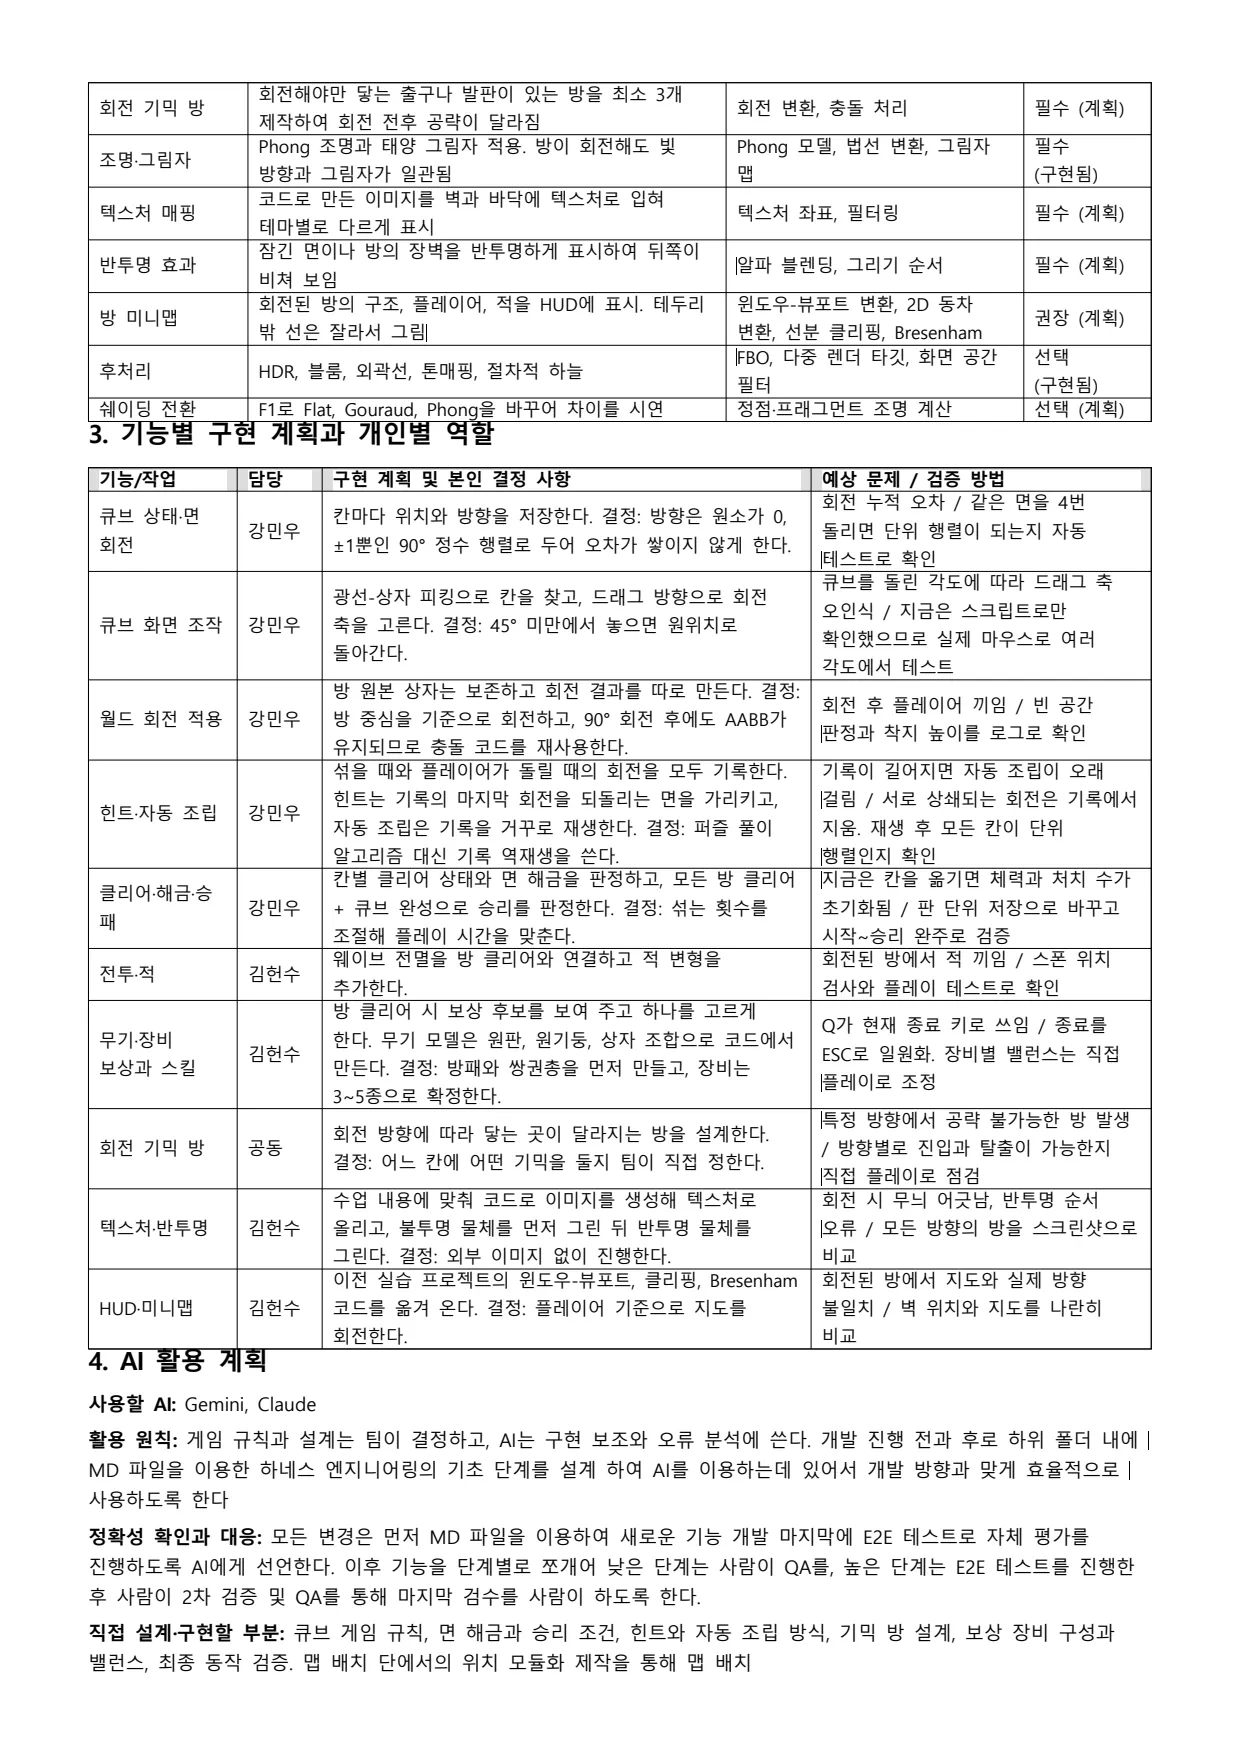 회전 기믹 방
회전해야만 닿는 출구나 발판이 있는 방을 최소 3개
제작하여 회전 전후 공략이 달라짐
회전 변환, 충돌 처리
필수 (계획)
조명·그림자
Phong 조명과 태양 그림자 적용. 방이 회전해도 빛
방향과 그림자가 일관됨
Phong 모델, 법선 변환, 그림자
맵
필수
(구현됨)
텍스처 매핑
코드로 만든 이미지를 벽과 바닥에 텍스처로 입혀
테마별로 다르게 표시
텍스처 좌표, 필터링
필수 (계획)
반투명 효과
잠긴 면이나 방의 장벽을 반투명하게 표시하여 뒤쪽이
비쳐 보임
알파 블렌딩, 그리기 순서
필수 (계획)
방 미니맵
회전된 방의 구조, 플레이어, 적을 HUD에 표시. 테두리
밖 선은 잘라서 그림
윈도우-뷰포트 변환, 2D 동차
변환, 선분 클리핑, Bresenham
권장 (계획)
후처리
HDR, 블룸, 외곽선, 톤매핑, 절차적 하늘
FBO, 다중 렌더 타깃, 화면 공간
필터
선택
(구현됨)
쉐이딩 전환
F1로 Flat, Gouraud, Phong을 바꾸어 차이를 시연
정점·프래그먼트 조명 계산
선택 (계획)
3. 기능별 구현 계획과 개인별 역할
기능/작업
담당
구현 계획 및 본인 결정 사항
예상 문제 / 검증 방법
큐브 상태·면
회전
강민우
칸마다 위치와 방향을 저장한다. 결정: 방향은 원소가 0,
±1뿐인 90° 정수 행렬로 두어 오차가 쌓이지 않게 한다.
회전 누적 오차 / 같은 면을 4번
돌리면 단위 행렬이 되는지 자동
테스트로 확인
큐브 화면 조작
강민우
광선-상자 피킹으로 칸을 찾고, 드래그 방향으로 회전
축을 고른다. 결정: 45° 미만에서 놓으면 원위치로
돌아간다.
큐브를 돌린 각도에 따라 드래그 축
오인식 / 지금은 스크립트로만
확인했으므로 실제 마우스로 여러
각도에서 테스트
월드 회전 적용
강민우
방 원본 상자는 보존하고 회전 결과를 따로 만든다. 결정:
방 중심을 기준으로 회전하고, 90° 회전 후에도 AABB가
유지되므로 충돌 코드를 재사용한다.
회전 후 플레이어 끼임 / 빈 공간
판정과 착지 높이를 로그로 확인
힌트·자동 조립
강민우
섞을 때와 플레이어가 돌릴 때의 회전을 모두 기록한다.
힌트는 기록의 마지막 회전을 되돌리는 면을 가리키고,
자동 조립은 기록을 거꾸로 재생한다. 결정: 퍼즐 풀이
알고리즘 대신 기록 역재생을 쓴다.
기록이 길어지면 자동 조립이 오래
걸림 / 서로 상쇄되는 회전은 기록에서
지움. 재생 후 모든 칸이 단위
행렬인지 확인
클리어·해금·승
패
강민우
칸별 클리어 상태와 면 해금을 판정하고, 모든 방 클리어
+ 큐브 완성으로 승리를 판정한다. 결정: 섞는 횟수를
조절해 플레이 시간을 맞춘다.
지금은 칸을 옮기면 체력과 처치 수가
초기화됨 / 판 단위 저장으로 바꾸고
시작~승리 완주로 검증
전투·적
김헌수
웨이브 전멸을 방 클리어와 연결하고 적 변형을
추가한다.
회전된 방에서 적 끼임 / 스폰 위치
검사와 플레이 테스트로 확인
무기·장비
보상과 스킬
김헌수
방 클리어 시 보상 후보를 보여 주고 하나를 고르게
한다. 무기 모델은 원판, 원기둥, 상자 조합으로 코드에서
만든다. 결정: 방패와 쌍권총을 먼저 만들고, 장비는
3~5종으로 확정한다.
Q가 현재 종료 키로 쓰임 / 종료를
ESC로 일원화. 장비별 밸런스는 직접
플레이로 조정
회전 기믹 방
공동
회전 방향에 따라 닿는 곳이 달라지는 방을 설계한다.
결정: 어느 칸에 어떤 기믹을 둘지 팀이 직접 정한다.
특정 방향에서 공략 불가능한 방 발생
/ 방향별로 진입과 탈출이 가능한지
직접 플레이로 점검
텍스처·반투명
김헌수
수업 내용에 맞춰 코드로 이미지를 생성해 텍스처로
올리고, 불투명 물체를 먼저 그린 뒤 반투명 물체를
그린다. 결정: 외부 이미지 없이 진행한다.
회전 시 무늬 어긋남, 반투명 순서
오류 / 모든 방향의 방을 스크린샷으로
비교
HUD·미니맵
김헌수
이전 실습 프로젝트의 윈도우-뷰포트, 클리핑, Bresenham
코드를 옮겨 온다. 결정: 플레이어 기준으로 지도를
회전한다.
회전된 방에서 지도와 실제 방향
불일치 / 벽 위치와 지도를 나란히
비교
4. AI 활용 계획
사용할 AI: Gemini, Claude
활용 원칙: 게임 규칙과 설계는 팀이 결정하고, AI는 구현 보조와 오류 분석에 쓴다. 개발 진행 전과 후로 하위 폴더 내에
MD 파일을 이용한 하네스 엔지니어링의 기초 단계를 설계 하여 AI를 이용하는데 있어서 개발 방향과 맞게 효율적으로
사용하도록 한다
정확성 확인과 대응: 모든 변경은 먼저 MD 파일을 이용하여 새로운 기능 개발 마지막에 E2E 테스트로 자체 평가를
진행하도록 AI에게 선언한다. 이후 기능을 단계별로 쪼개어 낮은 단계는 사람이 QA를, 높은 단계는 E2E 테스트를 진행한
후 사람이 2차 검증 및 QA를 통해 마지막 검수를 사람이 하도록 한다.
직접 설계·구현할 부분: 큐브 게임 규칙, 면 해금과 승리 조건, 힌트와 자동 조립 방식, 기믹 방 설계, 보상 장비 구성과
밸런스, 최종 동작 검증. 맵 배치 단에서의 위치 모듈화 제작을 통해 맵 배치